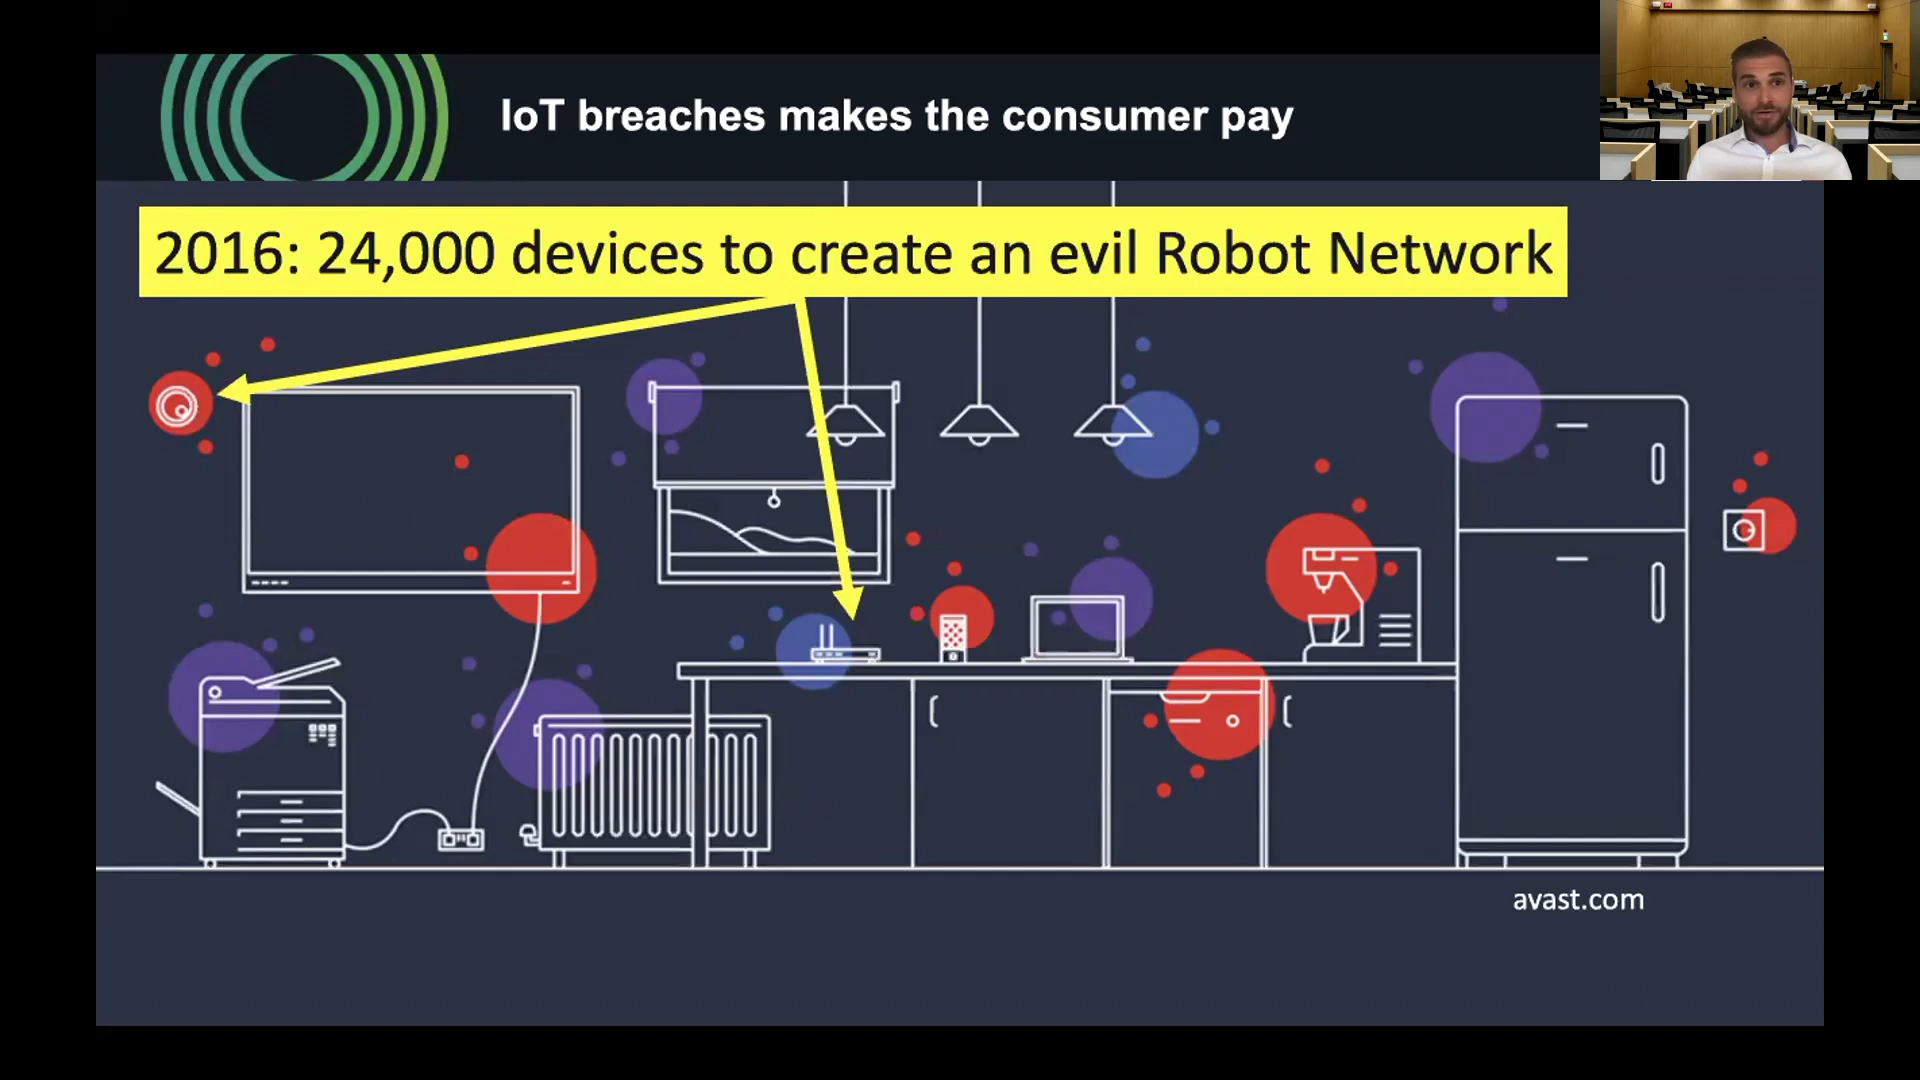 IoT breaches makes the consumer pay
2016: 24,000 devices to create an evil Robot Network
avast.com